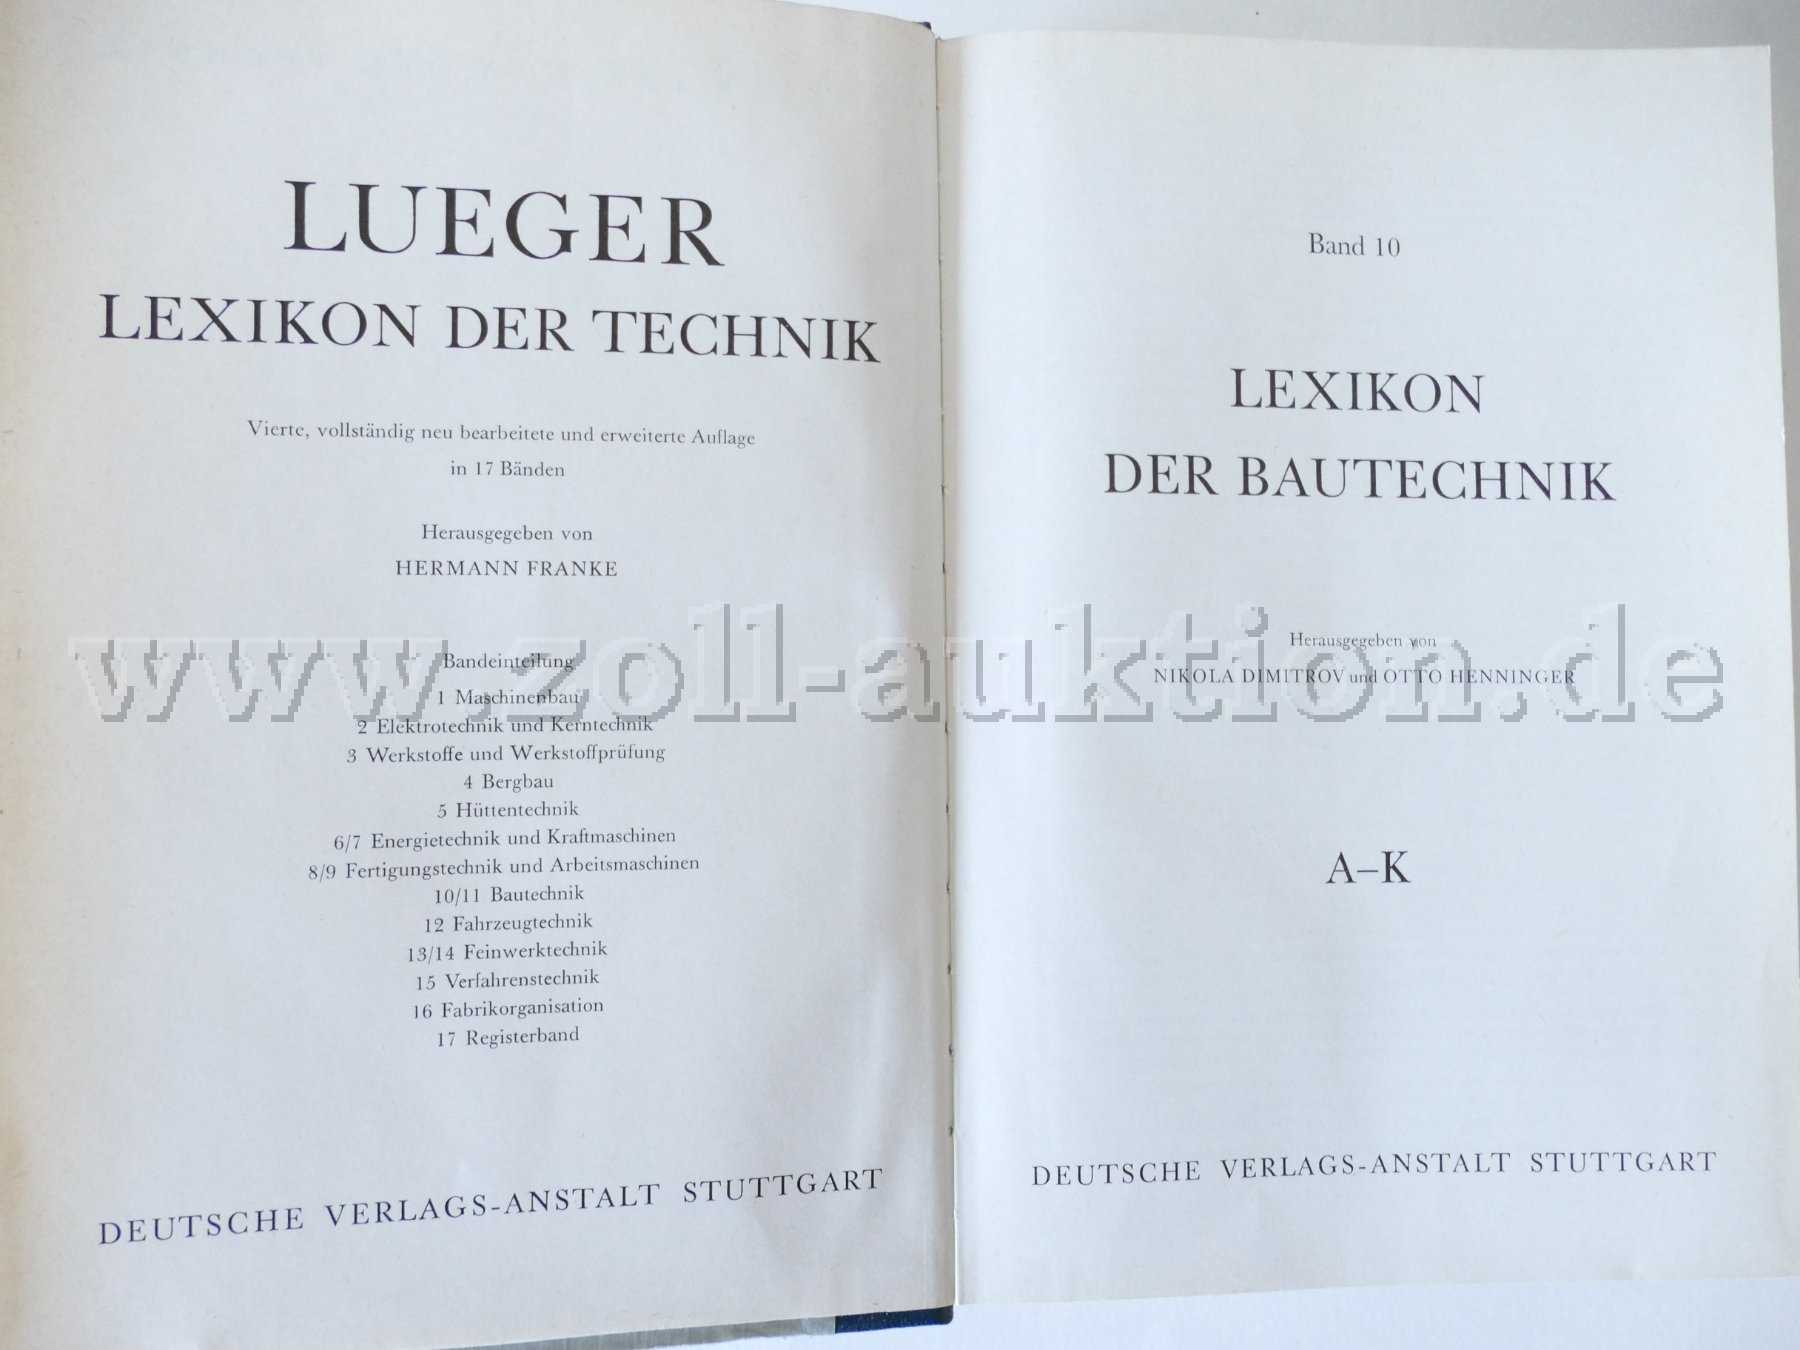 LUEGER
LEXIKON DER TECHNIK
Vierte, vollständig neu bearbeitete und erweiterte Auflage
in 17 Bänden
Herausgegeben von
HERMANN FRANKE
Bandeinteilung
1 Maschinenbau
2 Elektrotechnik und Kerntechnik
3 Werkstoffe und Werkstoffprüfung
4 Bergbau
5 Hüttentechnik
6/7 Energietechnik und Kraftmaschinen
8/9 Fertigungstechnik und Arbeitsmaschinen
10/11 Bautechnik
12 Fahrzeugtechnik
13/14 Feinwerktechnik
15 Verfahrenstechnik
16 Fabrikorganisation
17 Registerband
DEUTSCHE VERLAGS-ANSTALT STUTTGART
Band 10
LEXIKON
DER BAUTECHNIK
Herausgegeben von
NIKOLA DIMITROV und OTTO HENNINGER
A–K
DEUTSCHE VERLAGS-ANSTALT STUTTGART
www.zoll-auktion.de